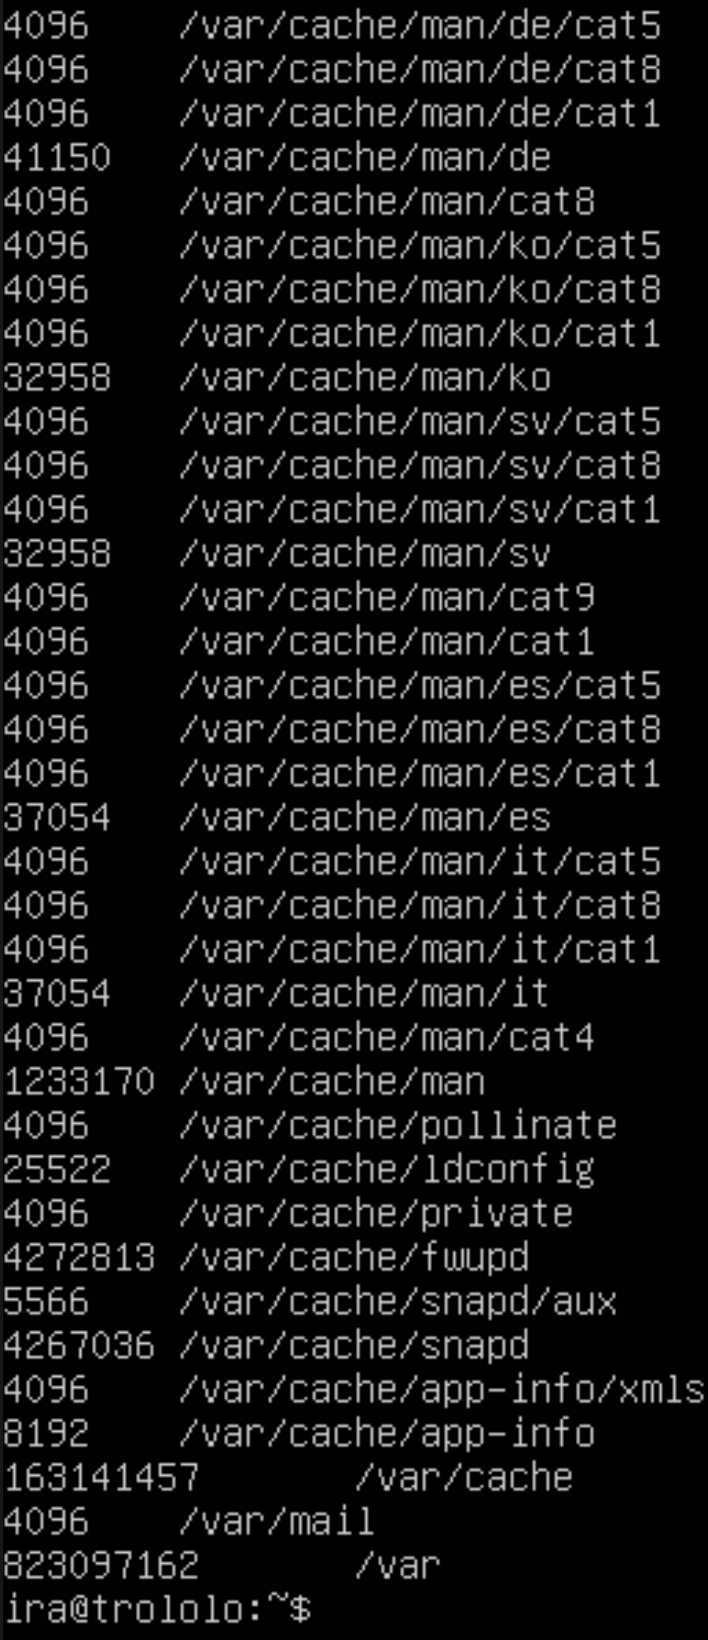 4096 /var/cache/man/de/cat5
4096 /var/cache/man/de/cat8
4096 /var/cache/man/de/cat1
41150 /var/cache/man/de
4096 /var/cache/man/cat8
4096 /var/cache/man/ko/cat5
4096 /var/cache/man/ko/cat8
4096 /var/cache/man/ko/cat1
32958 /var/cache/man/ko
4096 /var/cache/man/sv/cat5
4096 /var/cache/man/sv/cat8
4096 /var/cache/man/sv/cat1
32958 /var/cache/man/sv
4096 /var/cache/man/cat9
4096 /var/cache/man/cat1
4096 /var/cache/man/es/cat5
4096 /var/cache/man/es/cat8
4096 /var/cache/man/es/cat1
37054 /var/cache/man/es
4096 /var/cache/man/it/cat5
4096 /var/cache/man/it/cat8
4096 /var/cache/man/it/cat1
37054 /var/cache/man/it
4096 /var/cache/man/cat4
1233170 /var/cache/man
4096 /var/cache/pollinate
25522 /var/cache/ldconfig
4096 /var/cache/private
4272813 /var/cache/fwupd
5566 /var/cache/snapd/aux
4267036 /var/cache/snapd
4096 /var/cache/app-info/xmls
8192 /var/cache/app-info
163141457 /var/cache
4096 /var/mail
823097162 /var
ira@trololo:~$